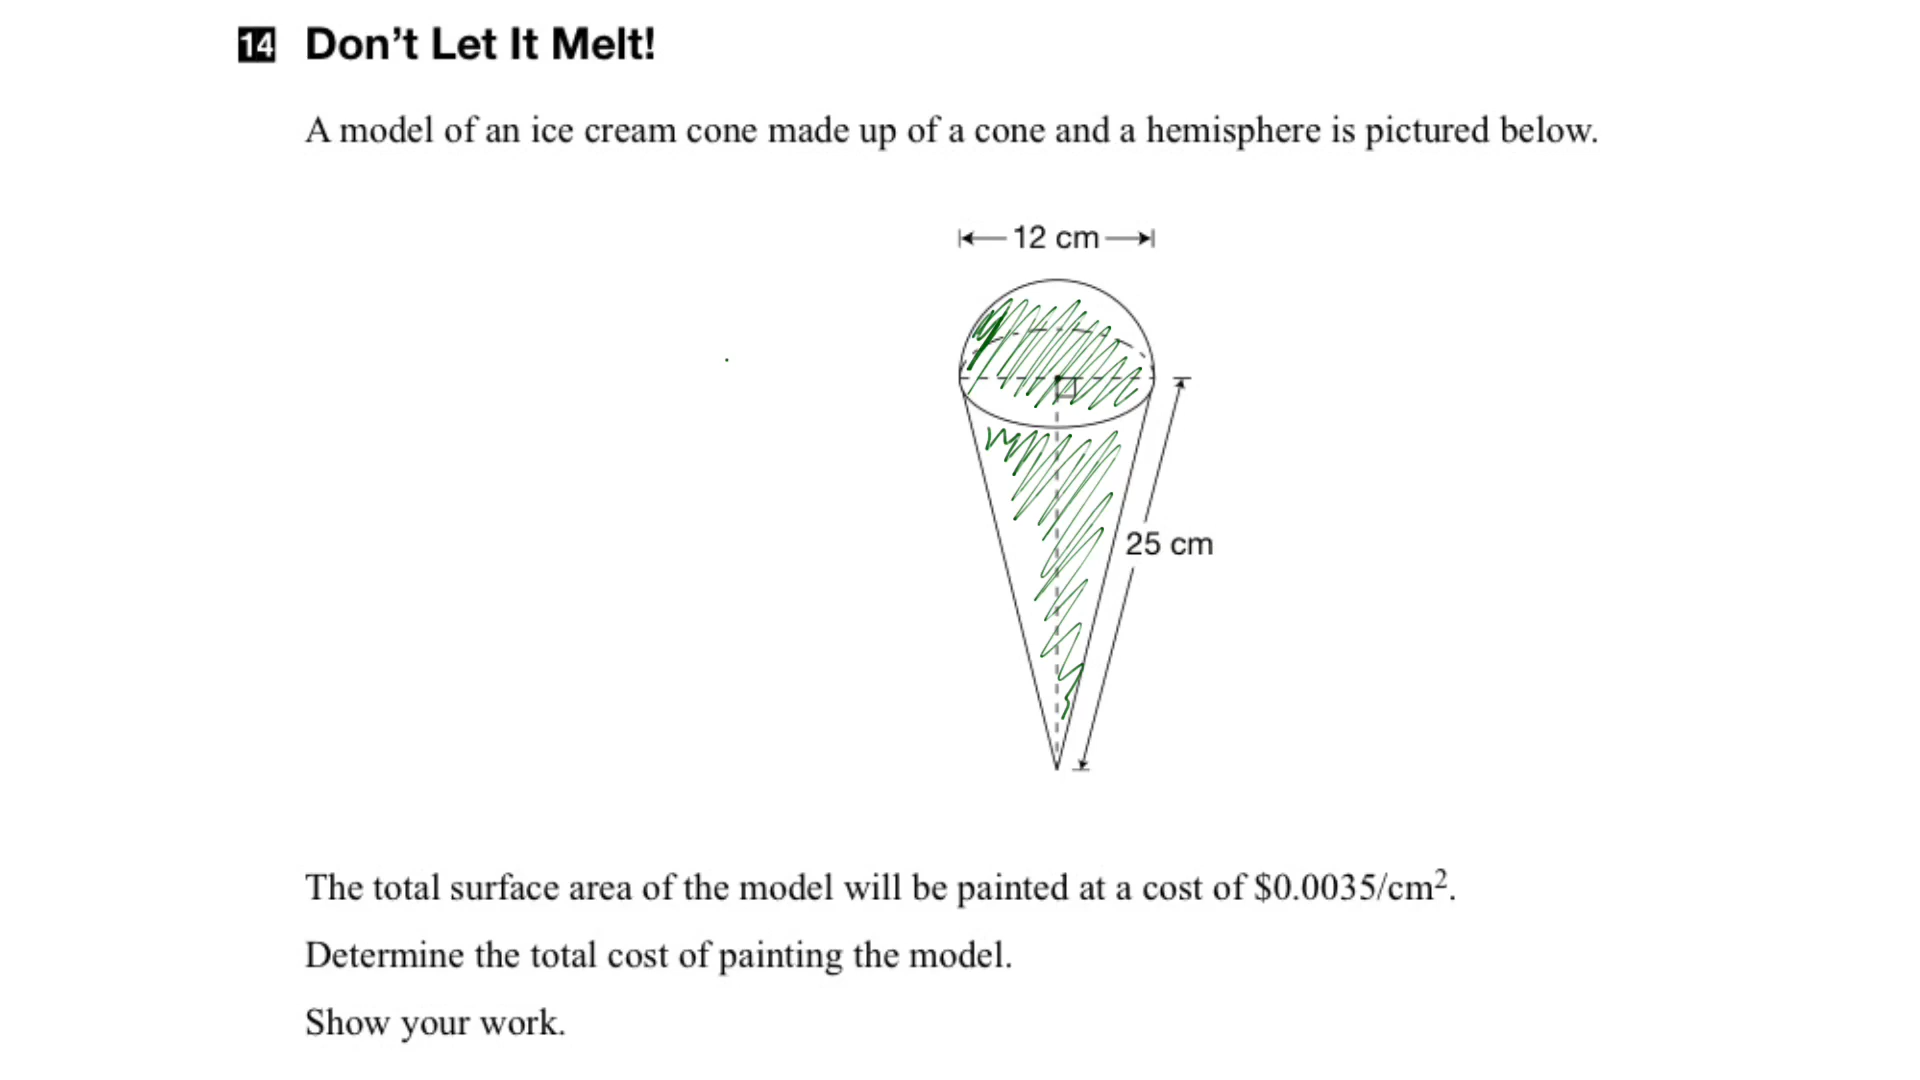 14 Don’t Let It Melt!
A model of an ice cream cone made up of a cone and a hemisphere is pictured below.
12 cm
25 cm
The total surface area of the model will be painted at a cost of $0.0035/cm².
Determine the total cost of painting the model.
Show your work.